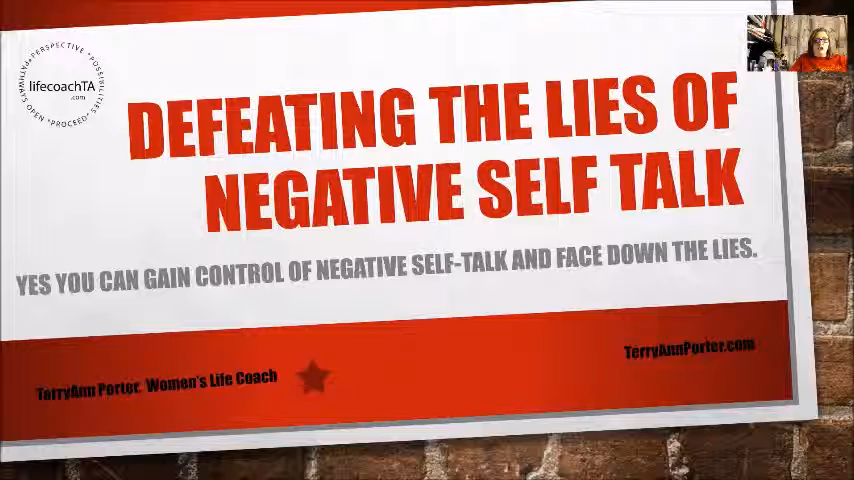 PATHWAYS * PERSPECTIVE * POSSIBILITIES
lifecoachTA
.com
OPEN * PROCEED *
DEFEATING THE LIES OF
NEGATIVE SELF TALK
YES YOU CAN GAIN CONTROL OF NEGATIVE SELF-TALK AND FACE DOWN THE LIES.
TerryAnn Porter, Women's Life Coach
TerryAnnPorter.com